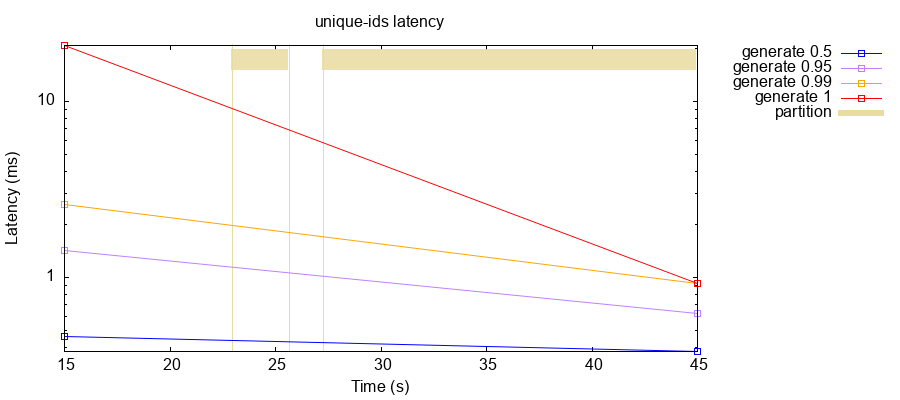 unique-ids latency
generate 0.5
generate 0.95
generate 0.99
generate 1
partition
10
1
Latency (ms)
15 20 25 30 35 40 45
Time (s)